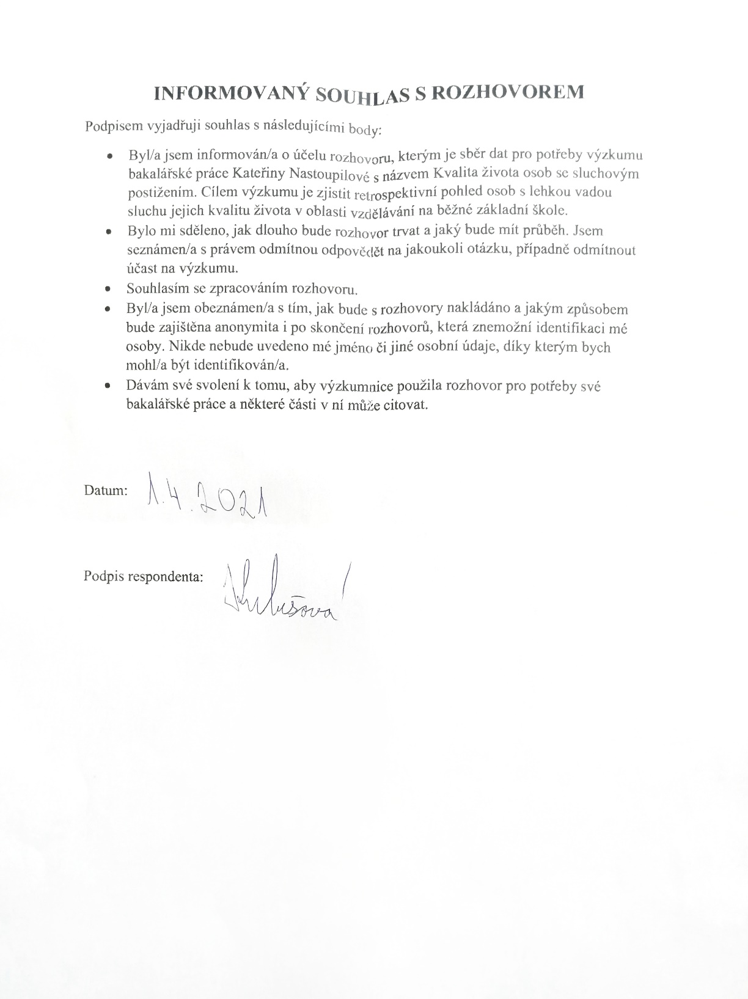 INFORMOVANÝ SOUHLAS S ROZHOVOREM
Podpisem vyjadřuji souhlas s následujícími body:
• Byl/a jsem informován/a o účelu rozhovoru, kterým je sběr dat pro potřeby výzkumu
bakalářské práce Kateřiny Nastoupilové s názvem Kvalita života osob se sluchovým
postižením. Cílem výzkumu je zjistit retrospektivní pohled osob s lehkou vadou
sluchu jejich kvalitu života v oblasti vzdělávání na běžné základní škole.
• Bylo mi sděleno, jak dlouho bude rozhovor trvat a jaký bude mít průběh. Jsem
seznámen/a s právem odmítnou odpovědět na jakoukoli otázku, případně odmítnout
účast na výzkumu.
• Souhlasím se zpracováním rozhovoru.
• Byl/a jsem obeznámen/a s tím, jak bude s rozhovory nakládáno a jakým způsobem
bude zajištěna anonymita i po skončení rozhovorů, která znemožní identifikaci mé
osoby. Nikde nebude uvedeno mé jméno či jiné osobní údaje, díky kterým bych
mohl/a být identifikován/a.
• Dávám své svolení k tomu, aby výzkumnice použila rozhovor pro potřeby své
bakalářské práce a některé části v ní může citovat.
Datum: 1.4.2021
Podpis respondenta: